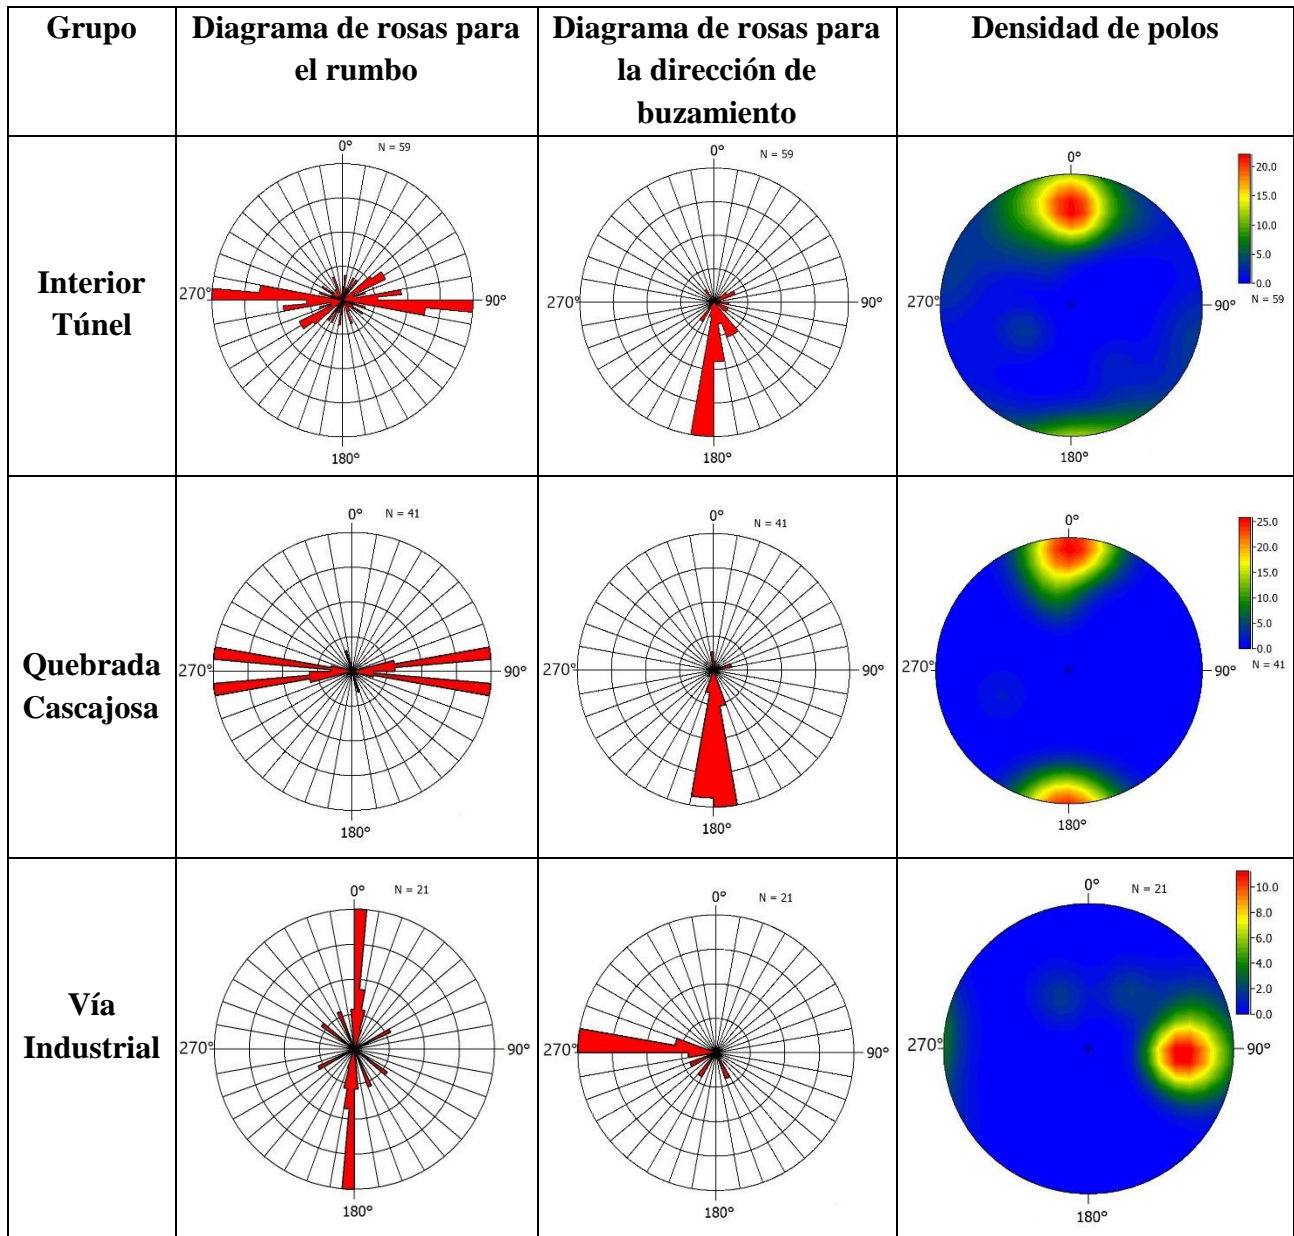 Grupo
Diagrama de rosas para
el rumbo
Diagrama de rosas para
la dirección de
buzamiento
Densidad de polos
Interior
Túnel
0°
N = 59
270°
90°
180°
0°
N = 59
270°
90°
180°
0°
20.0
15.0
10.0
5.0
0.0
N = 59
270°
90°
180°
Quebrada
Cascajosa
0°
N = 41
270°
90°
180°
0°
N = 41
270°
90°
180°
0°
25.0
20.0
15.0
10.0
5.0
0.0
N = 41
270°
90°
180°
Vía
Industrial
0°
N = 21
270°
90°
180°
0°
N = 21
270°
90°
180°
0°
N = 21
10.0
8.0
6.0
4.0
2.0
0.0
270°
90°
180°